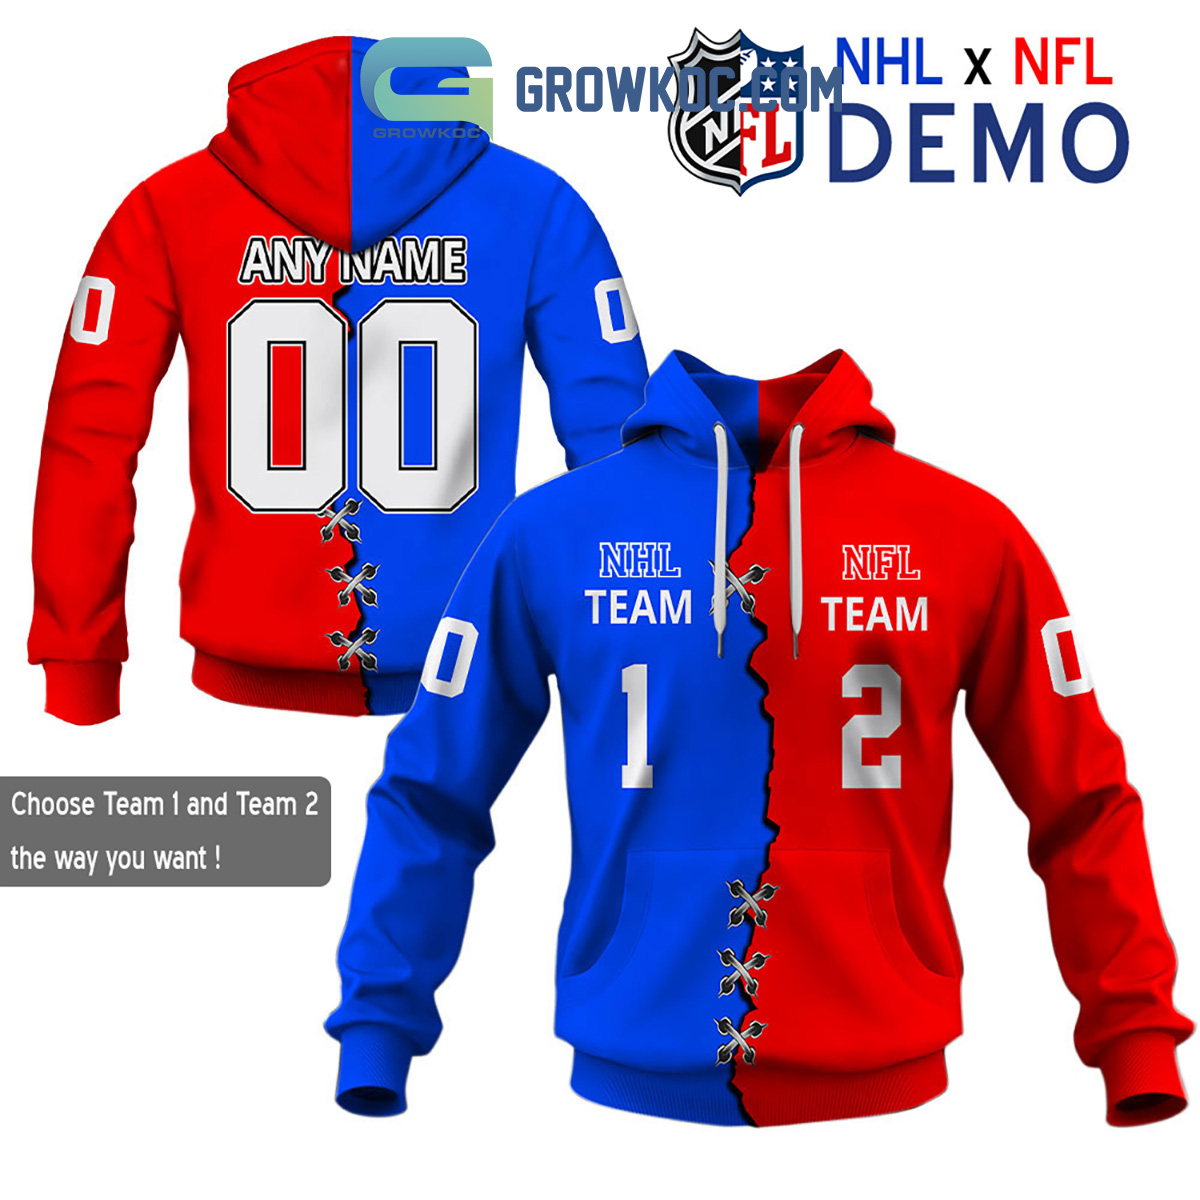 GROWKOC
GROWKOC.COM
NFL
NHL x NFL
DEMO
ANY NAME
00
0
0
NHL
TEAM
1
NFL
TEAM
2
0
0
Choose Team 1 and Team 2
the way you want !